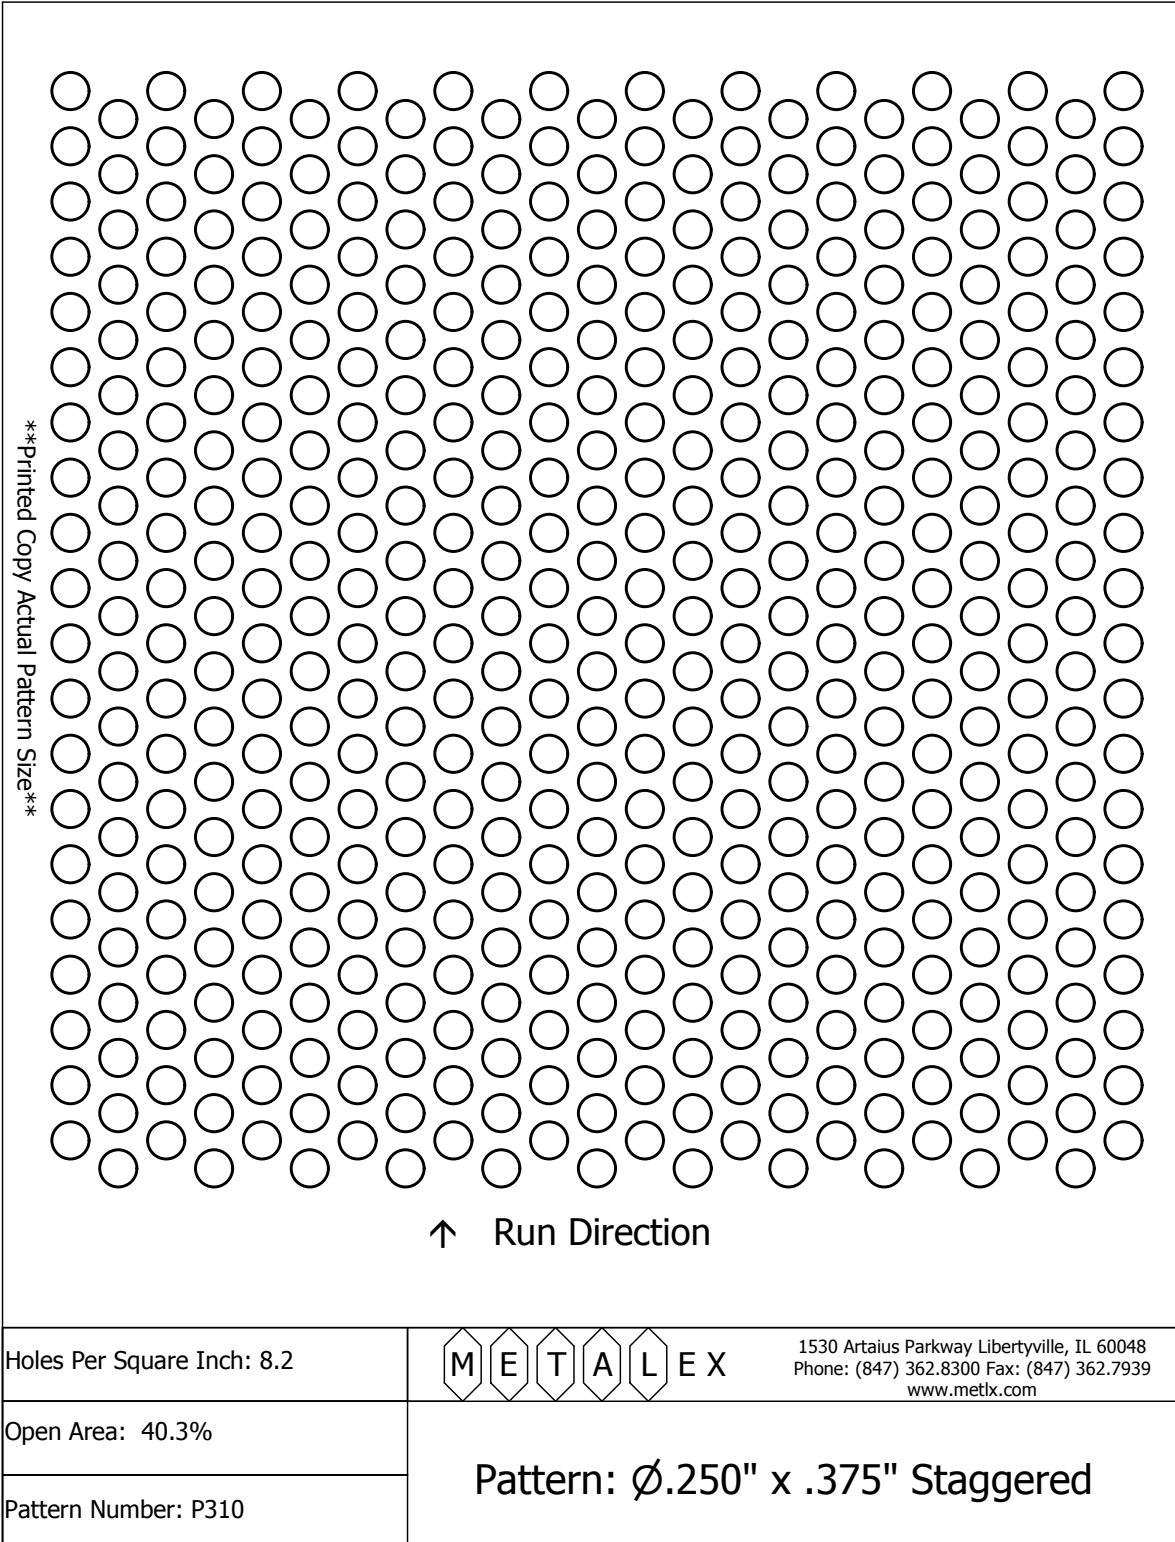 **Printed Copy Actual Pattern Size**
↑ Run Direction
Holes Per Square Inch: 8.2
METALEX
1530 Artaius Parkway Libertyville, IL 60048
Phone: (847) 362.8300 Fax: (847) 362.7939
www.metlx.com
Open Area: 40.3%
Pattern: Ø.250" x .375" Staggered
Pattern Number: P310